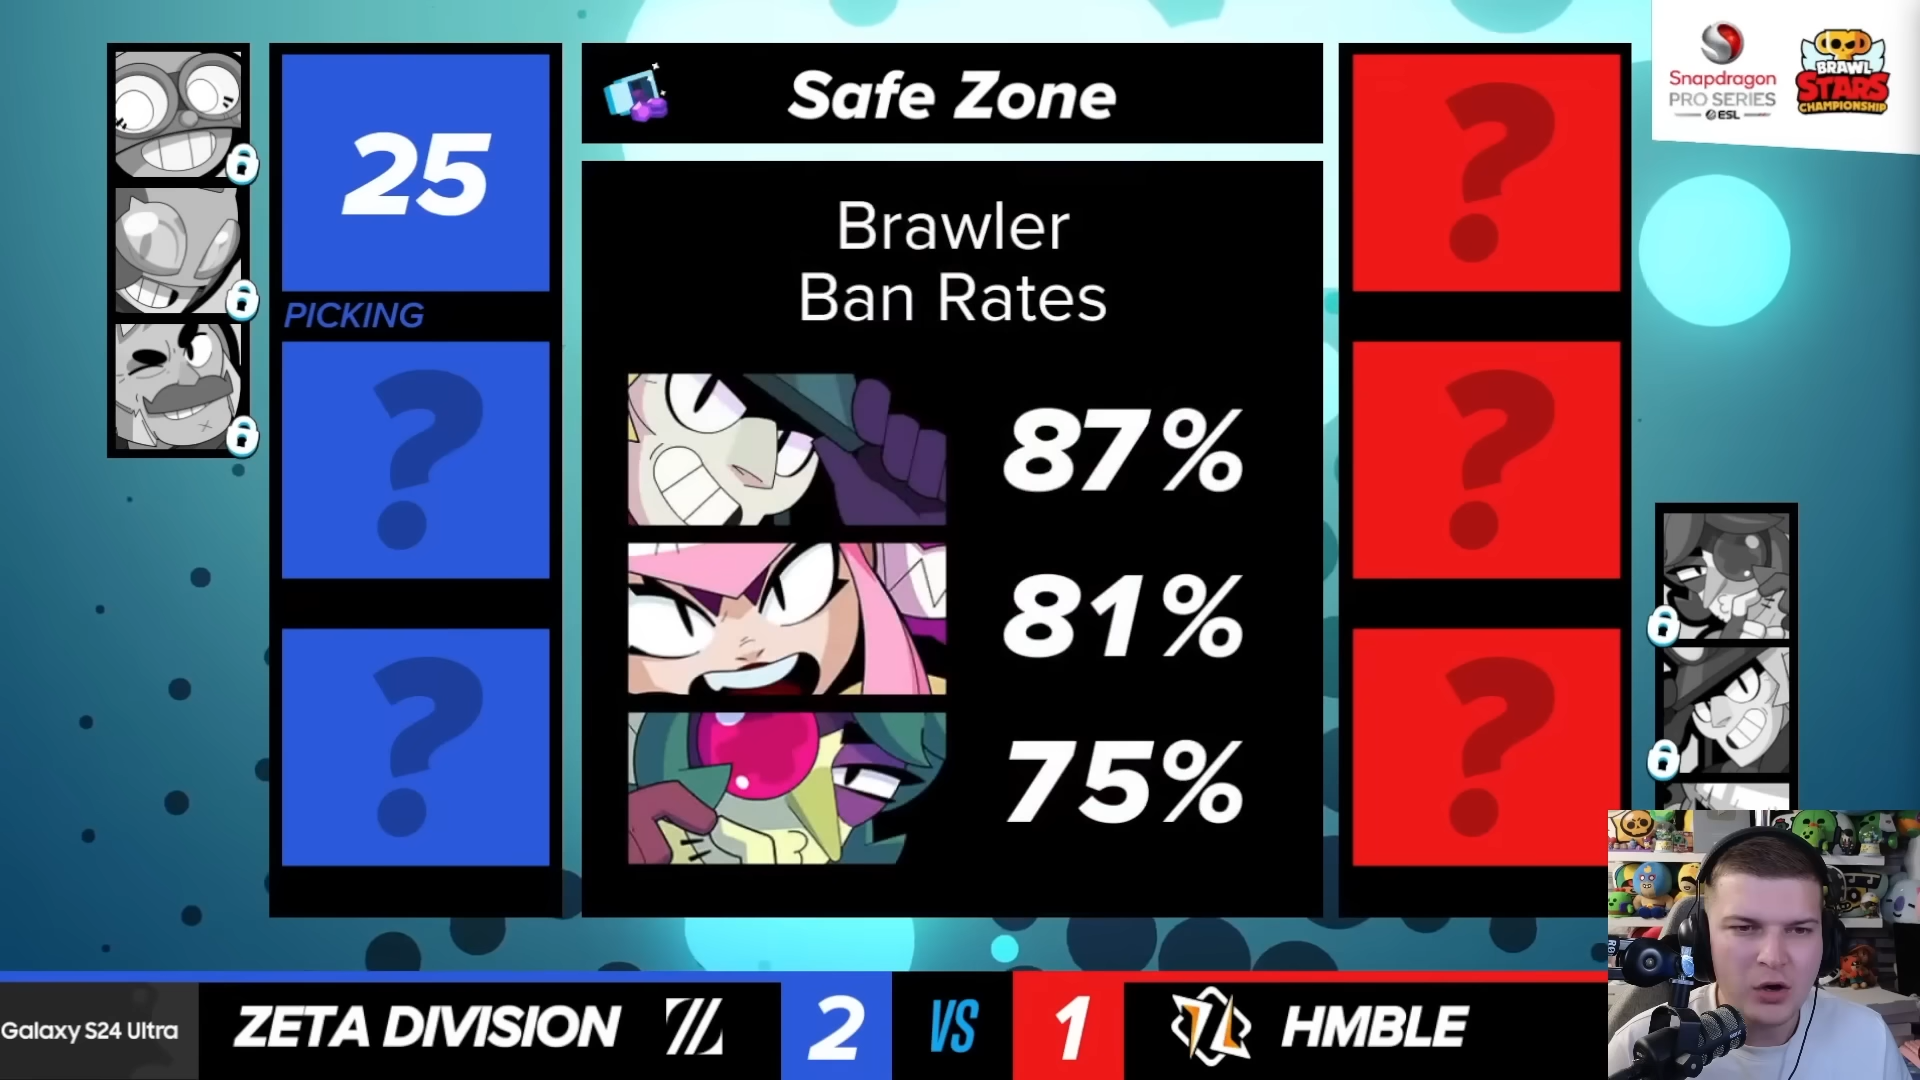 Safe Zone
Snapdragon
PRO SERIES
ESL
BRAWL
STARS
CHAMPIONSHIP
25
PICKING
Brawler
Ban Rates
87%
81%
75%
?
?
?
?
?
Galaxy S24 Ultra
ZETA DIVISION
2
VS
1
HMBLE